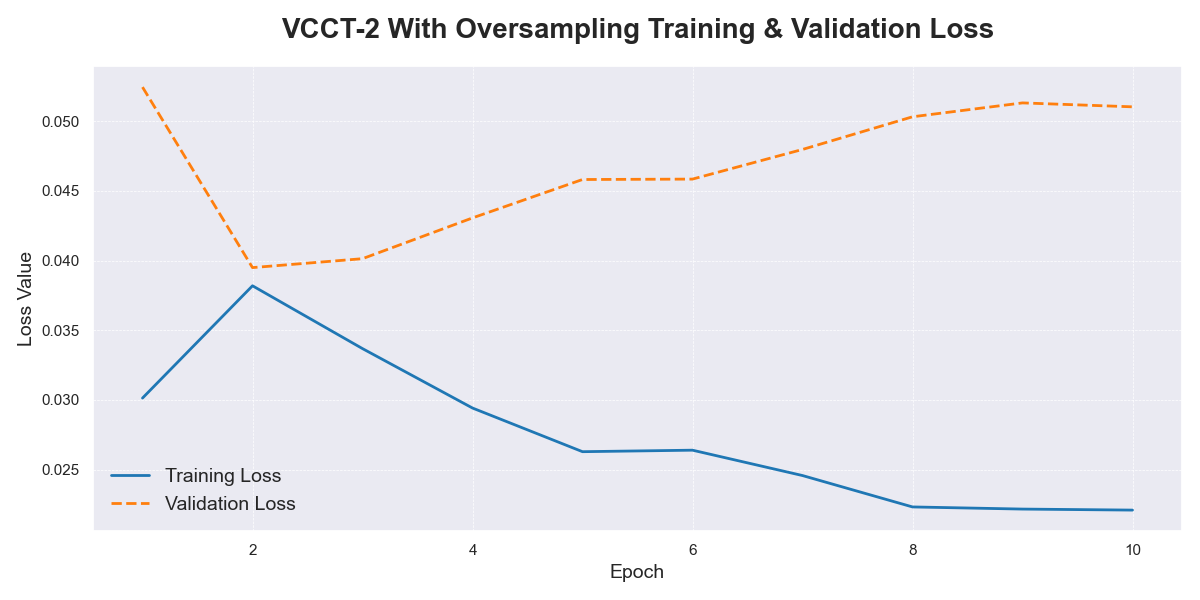 VCCT-2 With Oversampling Training & Validation Loss
0.050
0.045
0.040
0.035
0.030
0.025
Loss Value
Training Loss
Validation Loss
2
4
6
8
10
Epoch